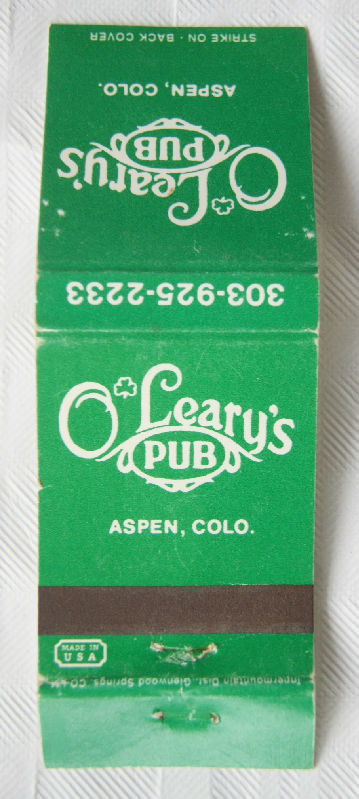 STRIKE ON - BACK COVER
ASPEN, COLO.
O'Leary's
PUB
303-925-2233
O'Leary's
PUB
ASPEN, COLO.
MADE IN
USA
Inpermountain Dist. Glenwood Springs, CO